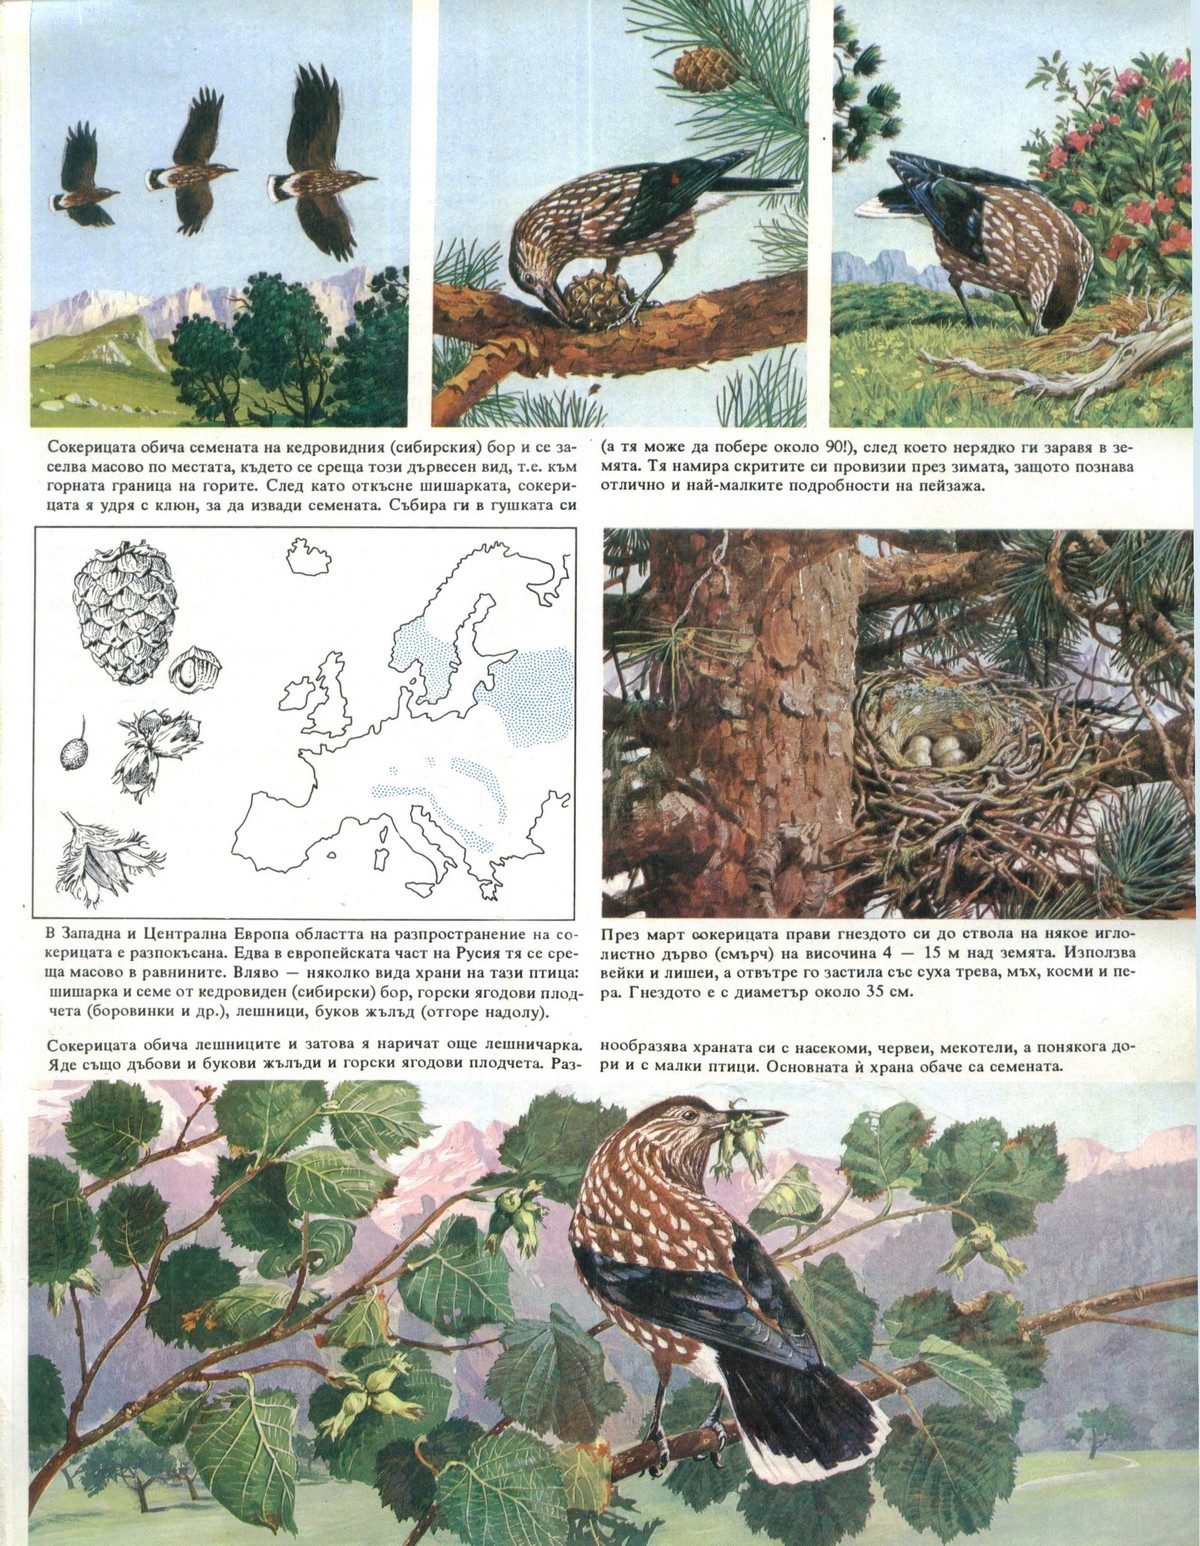 Сокерицата обича семената на кедровидния (сибирския) бор и се за-
селва масово по местата, където се среща този дървесен вид, т.е. към
горната граница на горите. След като откъсне шишарката, сокери-
цата я удря с клюн, за да извади семената. Събира ги в гушката си
(а тя може да побере около 90!), след което нерядко ги заравя в зе-
мята. Тя намира скритите си провизии през зимата, защото познава
отлично и най-малките подробности на пейзажа.
В Западна и Централна Европа областта на разпространение на со-
керицата е разпокъсана. Едва в европейската част на Русия тя се сре-
ща масово в равнините. Вляво — няколко вида храни на тази птица:
шишарка и семе от кедровиден (сибирски) бор, горски ягодови плод-
чета (боровинки и др.), лешници, буков жълъд (отгоре надолу).
През март сокерицата прави гнездото си до ствола на някое игло-
листно дърво (смърч) на височина 4 — 15 м над земята. Използва
вейки и лишеи, а отвътре го застила със суха трева, мъх, косми и пе-
ра. Гнездото е с диаметър около 35 см.
Сокерицата обича лешниците и затова я наричат още лешничарка.
Яде също дъбови и букови жълъди и горски ягодови плодчета. Раз-
нообразява храната си с насекоми, червеи, мекотели, а понякога до-
ри и с малки птици. Основната ѝ храна обаче са семената.